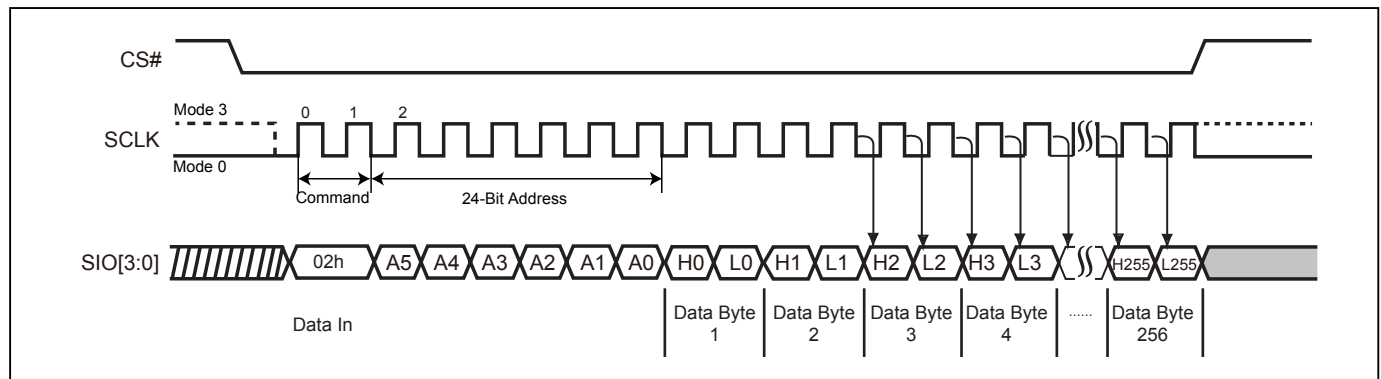 CS#
Mode 3
0 1 2
SCLK
Mode 0
Command
24-Bit Address
SIO[3:0] 02h A5 A4 A3 A2 A1 A0 H0 L0 H1 L1 H2 L2 H3 L3 H255 L255
Data In
Data Byte 1
Data Byte 2
Data Byte 3
Data Byte 4
......
Data Byte 256